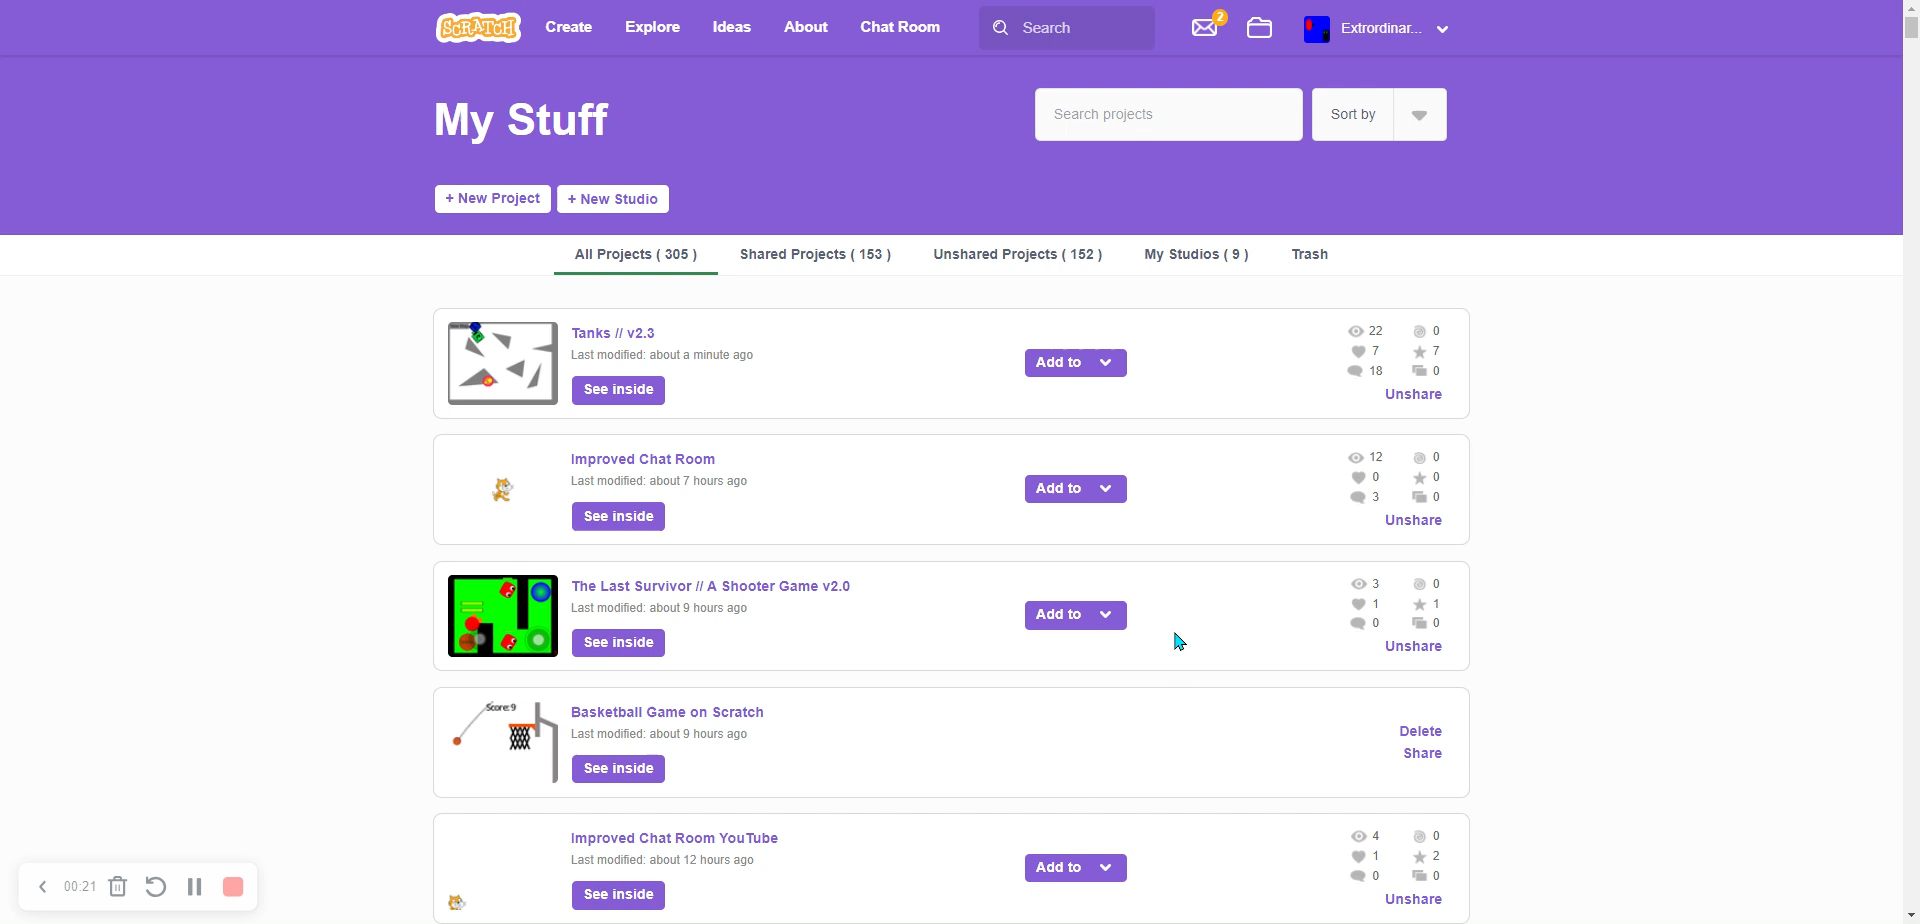 SCRATCH Create Explore Ideas About Chat Room Search 2 Extrordinar...
My Stuff
Search projects Sort by
+ New Project + New Studio
All Projects ( 305 ) Shared Projects ( 153 ) Unshared Projects ( 152 ) My Studios ( 9 ) Trash
Tanks // v2.3
Last modified: about a minute ago
See inside
Add to
22 0
7 7
18 0
Unshare
Improved Chat Room
Last modified: about 7 hours ago
See inside
Add to
12 0
0 0
3 0
Unshare
The Last Survivor // A Shooter Game v2.0
Last modified: about 9 hours ago
See inside
Add to
3 0
1 1
0 0
Unshare
Score: 9
Basketball Game on Scratch
Last modified: about 9 hours ago
See inside
Delete
Share
Improved Chat Room YouTube
Last modified: about 12 hours ago
See inside
Add to
4 0
1 2
0 0
Unshare
00:21